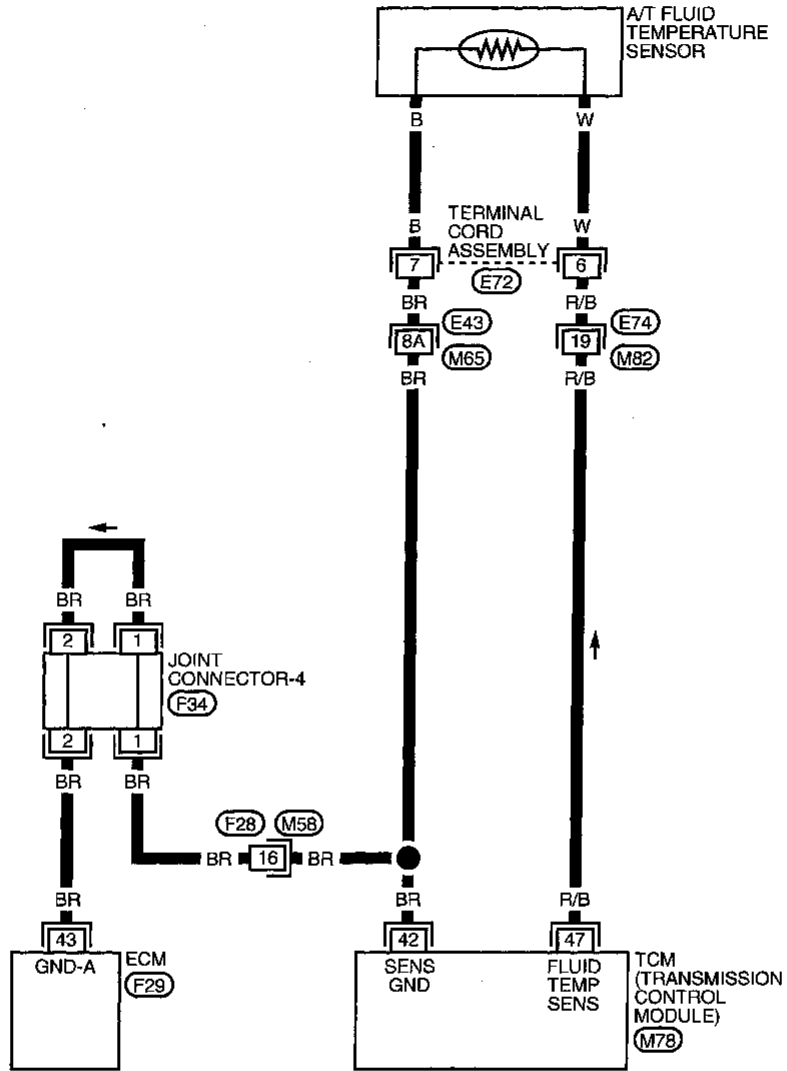 A/T FLUID
TEMPERATURE
SENSOR
B
W
B
W
TERMINAL
CORD
ASSEMBLY
7
6
E72
BR
R/B
E43
E74
8A
19
M65
M82
BR
R/B
BR
BR
2
1
JOINT
CONNECTOR-4
F34
2
1
BR
BR
F28
M58
BR
16
BR
BR
BR
R/B
43
42
47
GND-A
ECM
F29
SENS
GND
FLUID
TEMP
SENS
TCM
(TRANSMISSION
CONTROL
MODULE)
M78